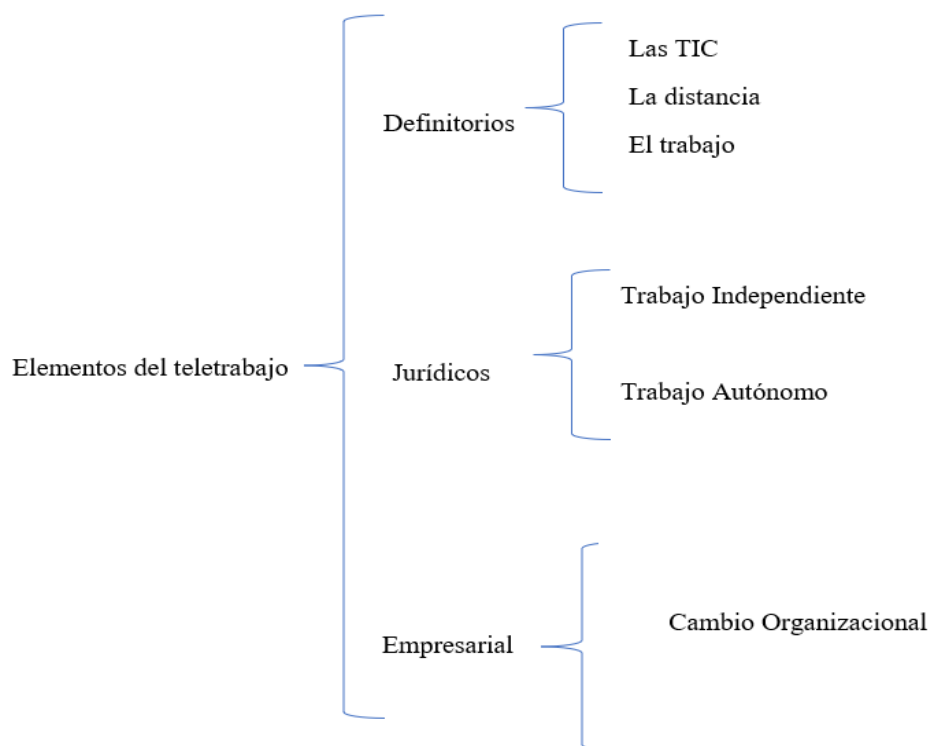 Elementos del teletrabajo
Definitorios
Las TIC
La distancia
El trabajo
Jurídicos
Trabajo Independiente
Trabajo Autónomo
Empresarial
Cambio Organizacional